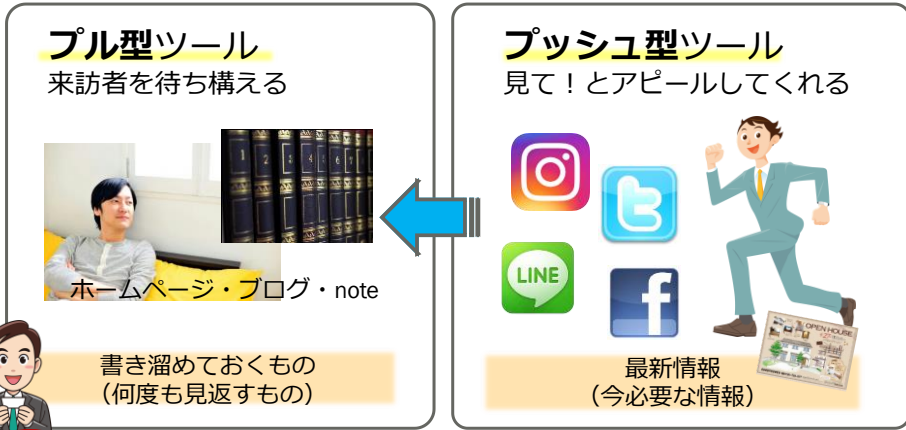 プル型ツール
来訪者を待ち構える
ホームページ・ブログ・note
書き溜めておくもの
（何度も見返すもの）
プッシュ型ツール
見て！とアピールしてくれる
LINE
OPEN HOUSE
最新情報
（今必要な情報）